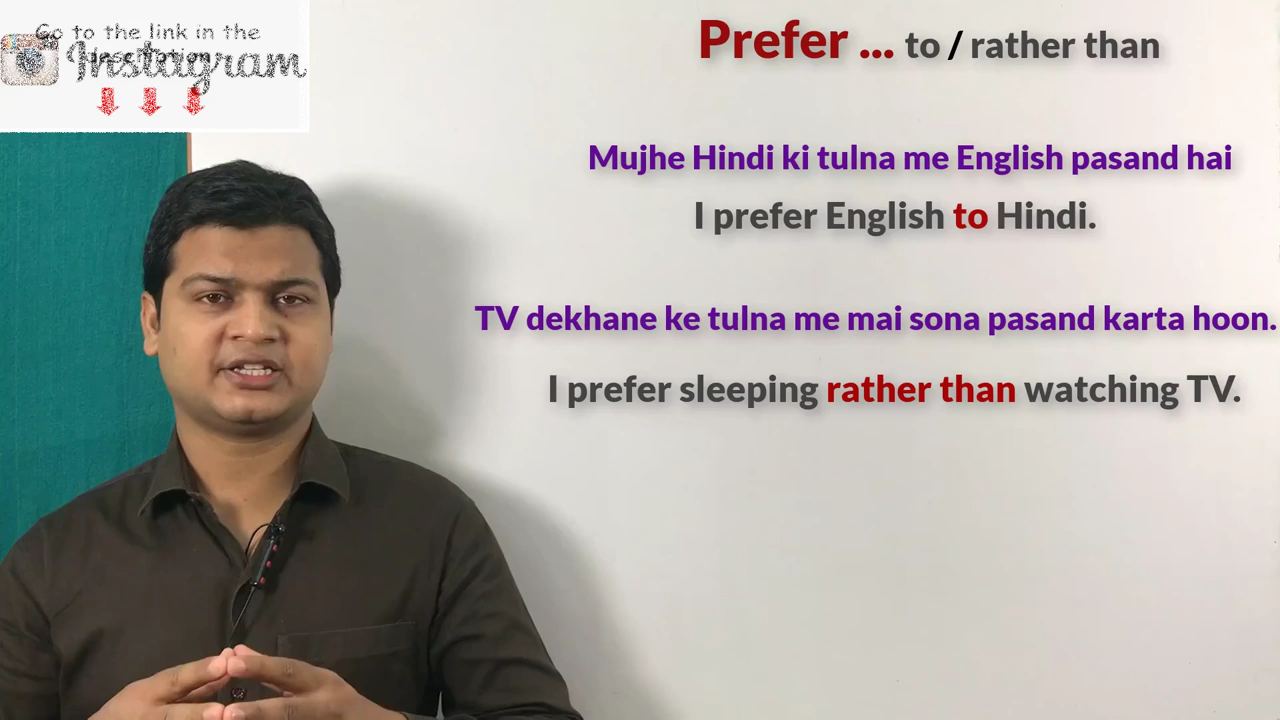 Go to the link in the
Instagram
Prefer ... to / rather than
Mujhe Hindi ki tulna me English pasand hai
I prefer English to Hindi.
TV dekhane ke tulna me mai sona pasand karta hoon.
I prefer sleeping rather than watching TV.